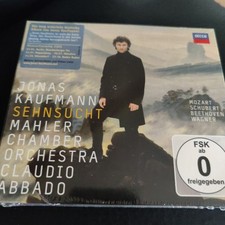 DECCA
JONAS
KAUFMANN
SEHNSUCHT
MAHLER
CHAMBER
ORCHESTRA
CLAUDIO
ABBADO
MOZART
SCHUBERT
BEETHOVEN
WAGNER
FSK
ab
0
freigegeben